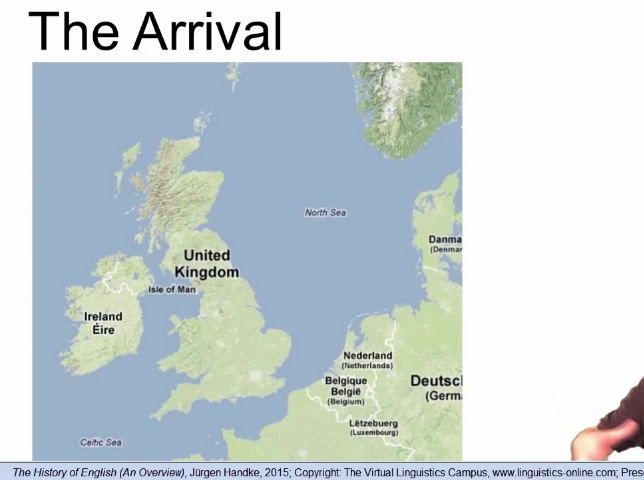 The Arrival
North Sea
Danma
(Denmar
United
Kingdom
Isle of Man
Ireland
Éire
Nederland
(Netherlands)
Belgique
België
(Belgium)
Deutscl
(Germa
Lëtzebuerg
(Luxembourg)
Celtic Sea
The History of English (An Overview), Jürgen Handke, 2015; Copyright: The Virtual Linguistics Campus, www.linguistics-online.com; Pres